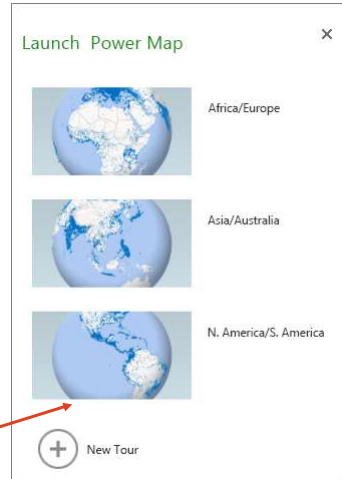 Launch Power Map
Africa/Europe
Asia/Australia
N. America/S. America
New Tour